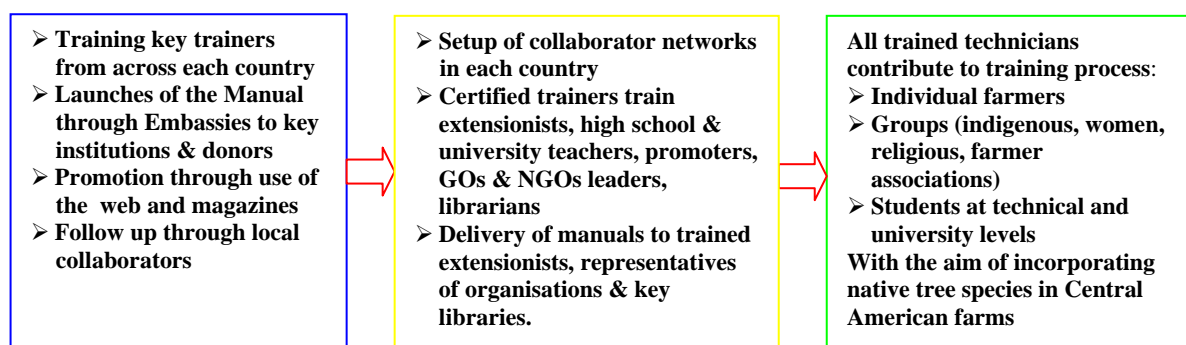 ➢ Training key trainers
from across each country
➢ Launches of the Manual
through Embassies to key
institutions & donors
➢ Promotion through use of
the web and magazines
➢ Follow up through local
collaborators
➢ Setup of collaborator networks
in each country
➢ Certified trainers train
extensionists, high school &
university teachers, promoters,
GOs & NGOs leaders,
librarians
➢ Delivery of manuals to trained
extensionists, representatives
of organisations & key
libraries.
All trained technicians
contribute to training process:
➢ Individual farmers
➢ Groups (indigenous, women,
religious, farmer
associations)
➢ Students at technical and
university levels
With the aim of incorporating
native tree species in Central
American farms